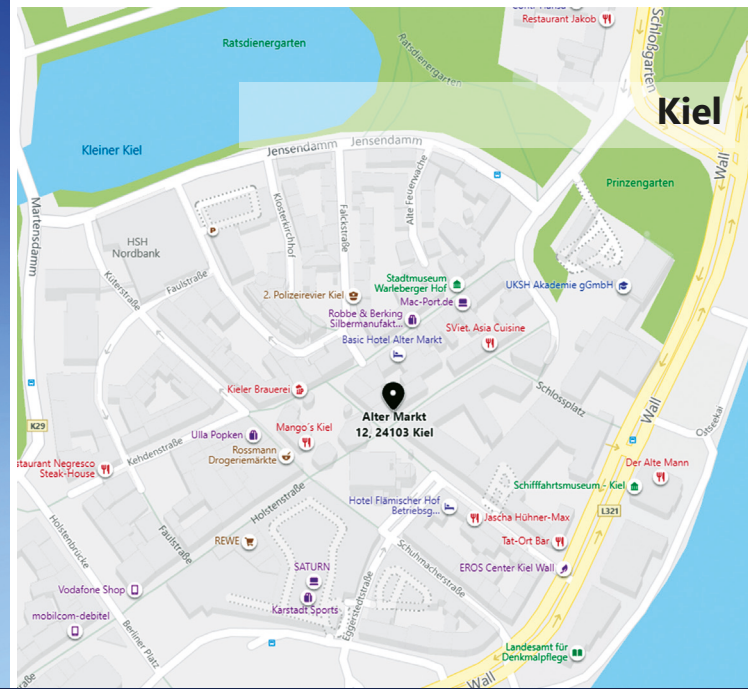 Restaurant Jakob
Schloßgarten
Ratsdienergarten
Ratsdienergarten
Kiel
Kleiner Kiel
Jensendamm
Jensendamm
Wall
Prinzengarten
Martensdamm
HSH
Nordbank
P
Klosterkirchhof
Falckstraße
Alte Feuerwache
Küterstraße
Faulstraße
Stadtmuseum
Warleberger Hof
2. Polizeirevier Kiel
Mac-Port.de
UKSH Akademie gGmbH
Robbe & Berking
Silbermanufakt...
SViet. Asia Cuisine
Basic Hotel Alter Markt
Kieler Brauerei
Schlossplatz
Alter Markt
12, 24103 Kiel
Wall
Ostseekai
K29
Ulla Popken
Mango´s Kiel
Kehdenstraße
Rossmann
Drogeriemärkte
staurant Negresco
Steak-House
Der Alte Mann
Schifffahrtsmuseum - Kiel
Holstenstraße
Hotel Flämischer Hof
Betriebsg...
L321
Jascha Hühner-Max
Holstenbrücke
Faulstraße
REWE
Tat-Ort Bar
Schuhmacherstraße
SATURN
EROS Center Kiel Wall
Vodafone Shop
Karstadt Sports
Eggerstedtstraße
mobilcom-debitel
Berliner Platz
Landesamt für
Denkmalpflege
Wall